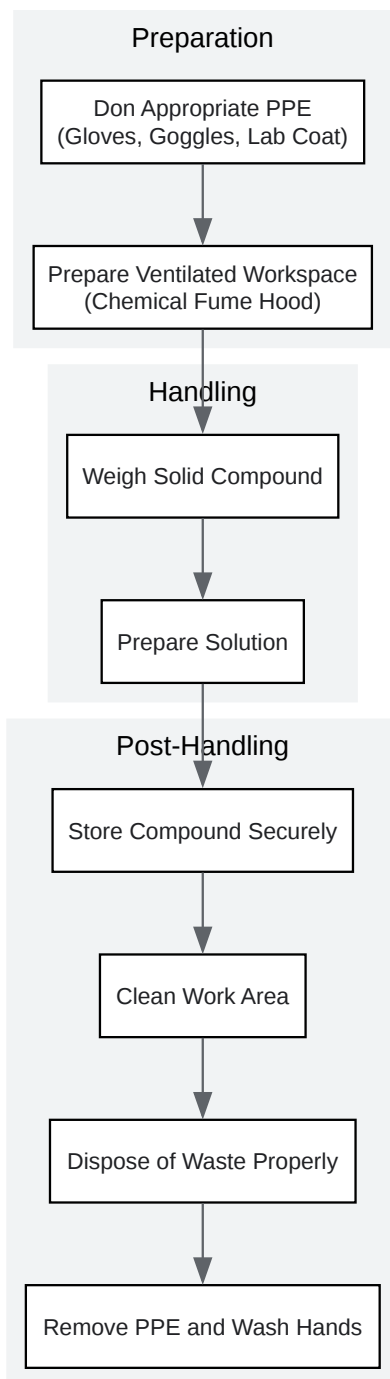 Preparation
Don Appropriate PPE
(Gloves, Goggles, Lab Coat)
Prepare Ventilated Workspace
(Chemical Fume Hood)
Handling
Weigh Solid Compound
Prepare Solution
Post-Handling
Store Compound Securely
Clean Work Area
Dispose of Waste Properly
Remove PPE and Wash Hands